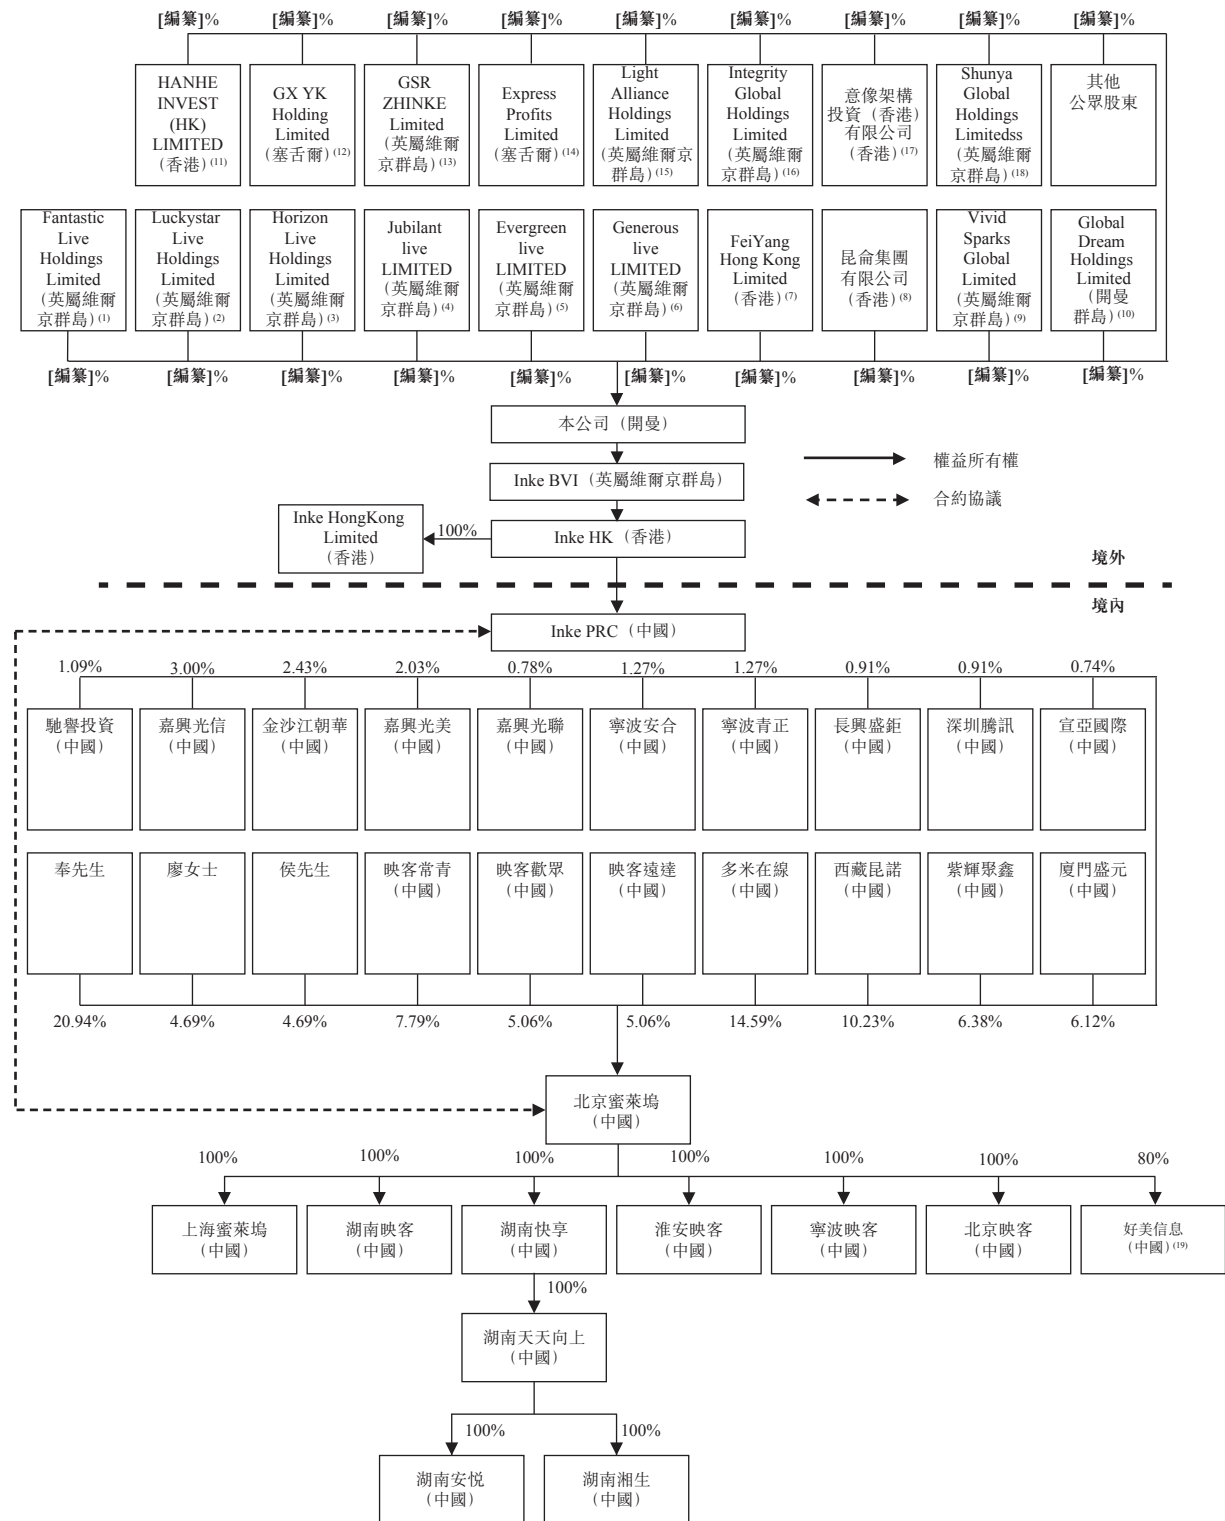 [編纂]% [編纂]% [編纂]% [編纂]% [編纂]% [編纂]% [編纂]% [編纂]% [編纂]%
HANHE
INVEST
(HK)
LIMITED
(香港)(11)
GX YK
Holding
Limited
(塞舌爾)(12)
GSR
ZHINKE
Limited
(英屬維爾
京群島)(13)
Express
Profits
Limited
(塞舌爾)(14)
Light
Alliance
Holdings
Limited
(英屬維爾京
群島)(15)
Integrity
Global
Holdings
Limited
(英屬維爾
京群島)(16)
意像架構
投資(香港)
有限公司
(香港)(17)
Shunya
Global
Holdings
Limitedss
(英屬維爾
京群島)(18)
其他
公眾股東
Fantastic
Live
Holdings
Limited
(英屬維爾
京群島)(1)
Luckystar
Live
Holdings
Limited
(英屬維爾
京群島)(2)
Horizon
Live
Holdings
Limited
(英屬維爾
京群島)(3)
Jubilant
live
LIMITED
(英屬維爾
京群島)(4)
Evergreen
live
LIMITED
(英屬維爾
京群島)(5)
Generous
live
LIMITED
(英屬維爾
京群島)(6)
FeiYang
Hong Kong
Limited
(香港)(7)
昆侖集團
有限公司
(香港)(8)
Vivid
Sparks
Global
Limited
(英屬維爾
京群島)(9)
Global
Dream
Holdings
Limited
(開曼
群島)(10)
[編纂]% [編纂]% [編纂]% [編纂]% [編纂]% [編纂]% [編纂]% [編纂]% [編纂]% [編纂]%
本公司(開曼)
權益所有權
Inke BVI(英屬維爾京群島)
合約協議
Inke HongKong
Limited
(香港)
100%
Inke HK(香港)
境外
境內
Inke PRC(中國)
1.09% 3.00% 2.43% 2.03% 0.78% 1.27% 1.27% 0.91% 0.91% 0.74%
馳譽投資
(中國)
嘉興光信
(中國)
金沙江朝華
(中國)
嘉興光美
(中國)
嘉興光聯
(中國)
寧波安合
(中國)
寧波青正
(中國)
長興盛鉅
(中國)
深圳騰訊
(中國)
宣亞國際
(中國)
奉先生
廖女士
侯先生
映客常青
(中國)
映客歡眾
(中國)
映客遠達
(中國)
多米在線
(中國)
西藏昆諾
(中國)
紫輝聚鑫
(中國)
廈門盛元
(中國)
20.94% 4.69% 4.69% 7.79% 5.06% 5.06% 14.59% 10.23% 6.38% 6.12%
北京蜜萊塢
(中國)
100% 100% 100% 100% 100% 100% 80%
上海蜜萊塢
(中國)
湖南映客
(中國)
湖南快享
(中國)
淮安映客
(中國)
寧波映客
(中國)
北京映客
(中國)
好美信息
(中國)(19)
100%
湖南天天向上
(中國)
100% 100%
湖南安悦
(中國)
湖南湘生
(中國)